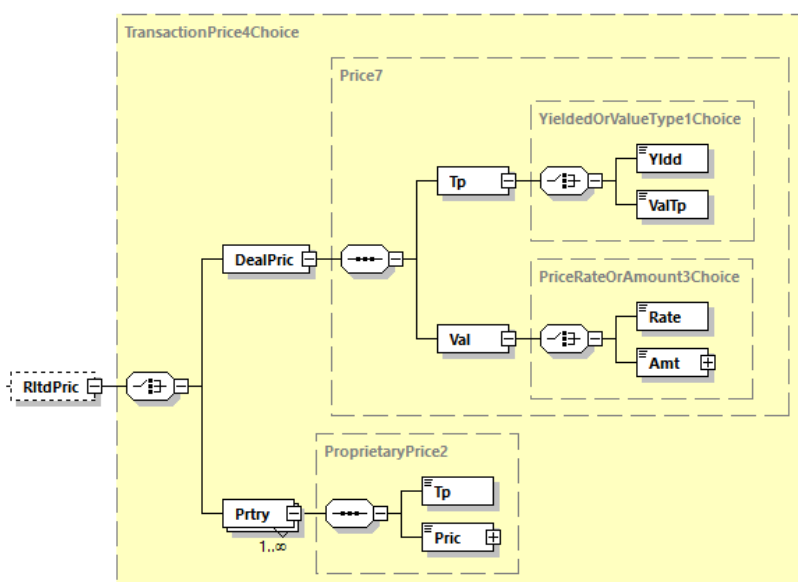 TransactionPrice4Choice
Price7
YieldedOrValueType1Choice
Yldd
Tp
ValTp
DealPric
PriceRateOrAmount3Choice
Rate
Val
Amt
RltdPric
ProprietaryPrice2
Tp
Prtry
Pric
1..∞